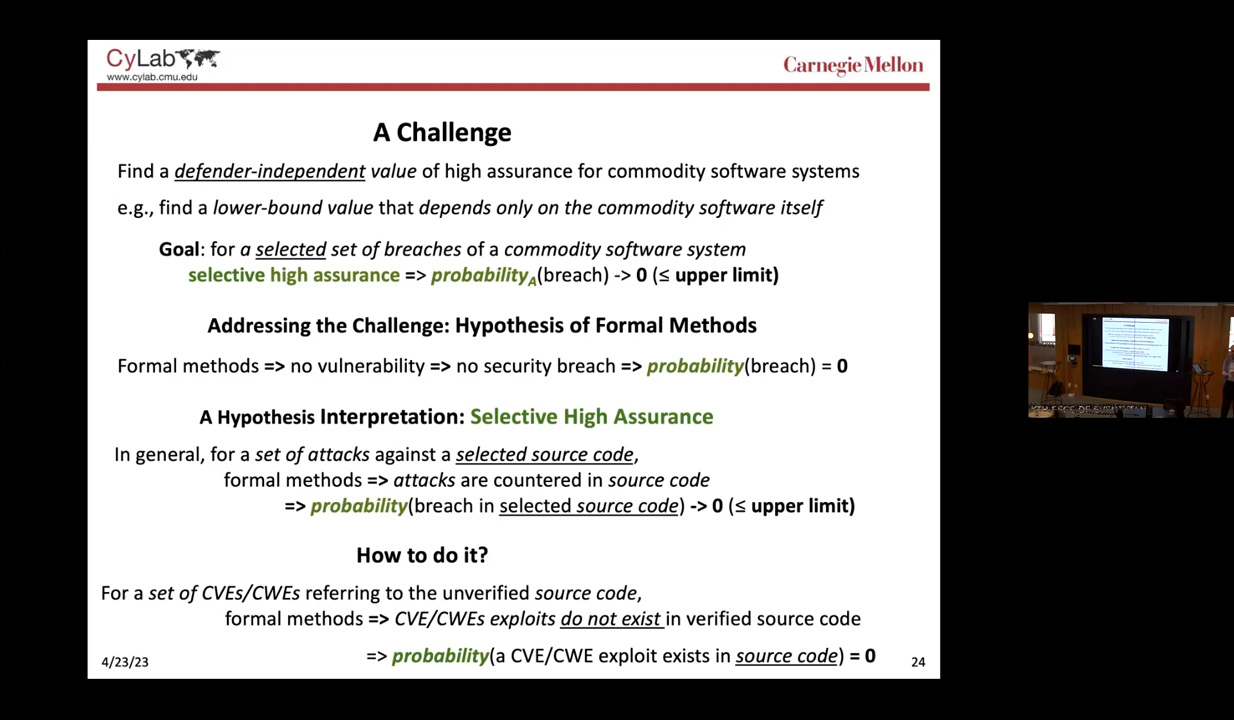 CyLab
www.cylab.cmu.edu
Carnegie Mellon
A Challenge
Find a defender-independent value of high assurance for commodity software systems
e.g., find a lower-bound value that depends only on the commodity software itself
Goal: for a selected set of breaches of a commodity software system
selective high assurance => probabilityA(breach) -> 0 (≤ upper limit)
Addressing the Challenge: Hypothesis of Formal Methods
Formal methods => no vulnerability => no security breach => probability(breach) = 0
A Hypothesis Interpretation: Selective High Assurance
In general, for a set of attacks against a selected source code,
formal methods => attacks are countered in source code
=> probability(breach in selected source code) -> 0 (≤ upper limit)
How to do it?
For a set of CVEs/CWEs referring to the unverified source code,
formal methods => CVE/CWEs exploits do not exist in verified source code
=> probability(a CVE/CWE exploit exists in source code) = 0
4/23/23
24